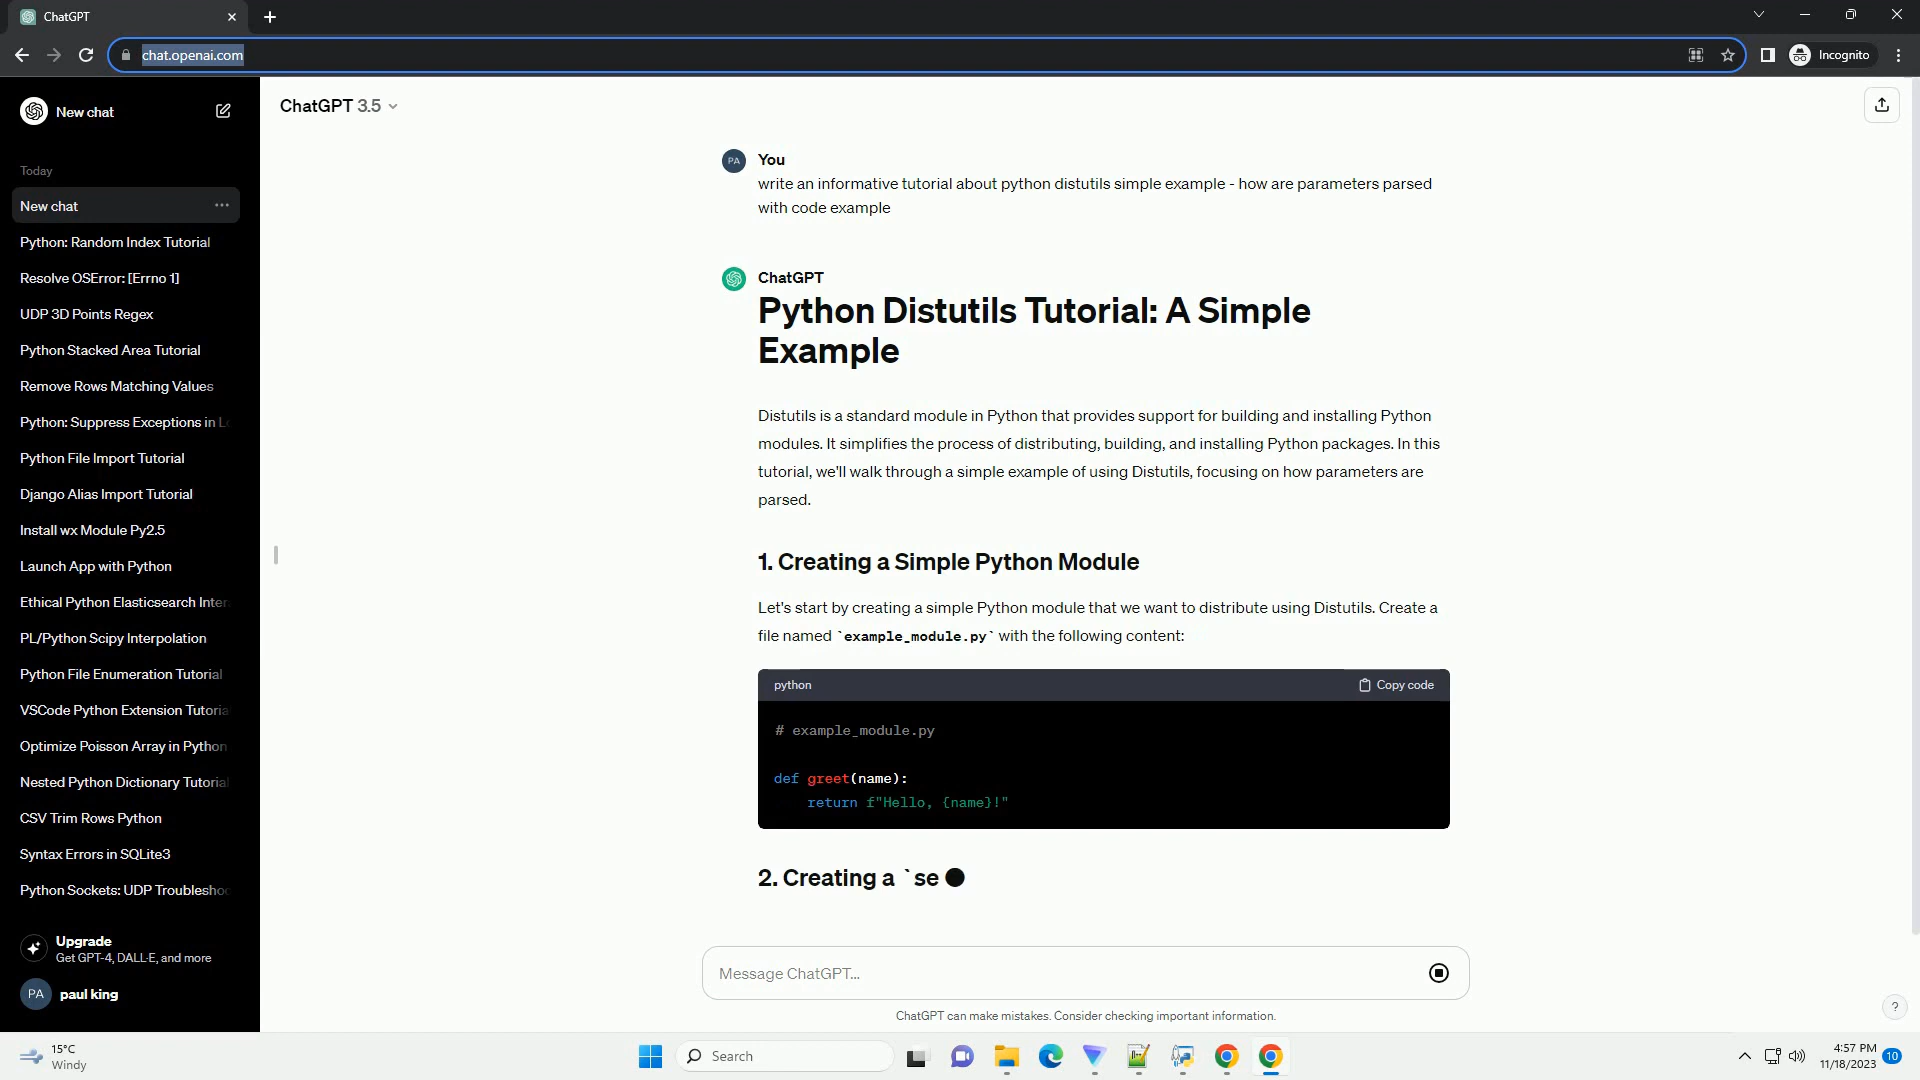 ChatGPT
chat.openai.com
Incognito
New chat
Today
New chat
Python: Random Index Tutorial
Resolve OSError: [Errno 1]
UDP 3D Points Regex
Python Stacked Area Tutorial
Remove Rows Matching Values
Python: Suppress Exceptions in L
Python File Import Tutorial
Django Alias Import Tutorial
Install wx Module Py2.5
Launch App with Python
Ethical Python Elasticsearch Inter
PL/Python Scipy Interpolation
Python File Enumeration Tutorial
VSCode Python Extension Tutoria
Optimize Poisson Array in Python
Nested Python Dictionary Tutorial
CSV Trim Rows Python
Syntax Errors in SQLite3
Python Sockets: UDP Troubleshoo
Upgrade
Get GPT-4, DALL·E, and more
PA paul king
ChatGPT 3.5
PA You
write an informative tutorial about python distutils simple example - how are parameters parsed
with code example
ChatGPT
Python Distutils Tutorial: A Simple
Example
Distutils is a standard module in Python that provides support for building and installing Python
modules. It simplifies the process of distributing, building, and installing Python packages. In this
tutorial, we'll walk through a simple example of using Distutils, focusing on how parameters are
parsed.
1. Creating a Simple Python Module
Let's start by creating a simple Python module that we want to distribute using Distutils. Create a
file named `example_module.py` with the following content:
python Copy code
# example_module.py
def greet(name):
return f"Hello, {name}!"
2. Creating a `se
Message ChatGPT...
ChatGPT can make mistakes. Consider checking important information.
?
15°C
Windy
Search
4:57 PM
11/18/2023
10